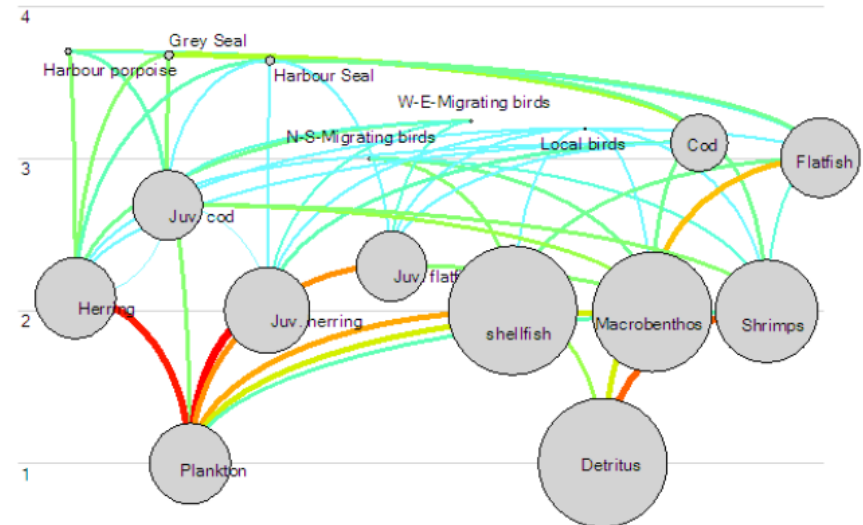 4
Grey Seal
Harbour porpoise
Harbour Seal
W-E-Migrating birds
N-S-Migrating birds
Local birds
Cod
3
Flatfish
Juv. cod
Juv. flatf
Herring
2
Juv. herring
shellfish
Macrobenthos
Shrimps
Plankton
Detritus
1